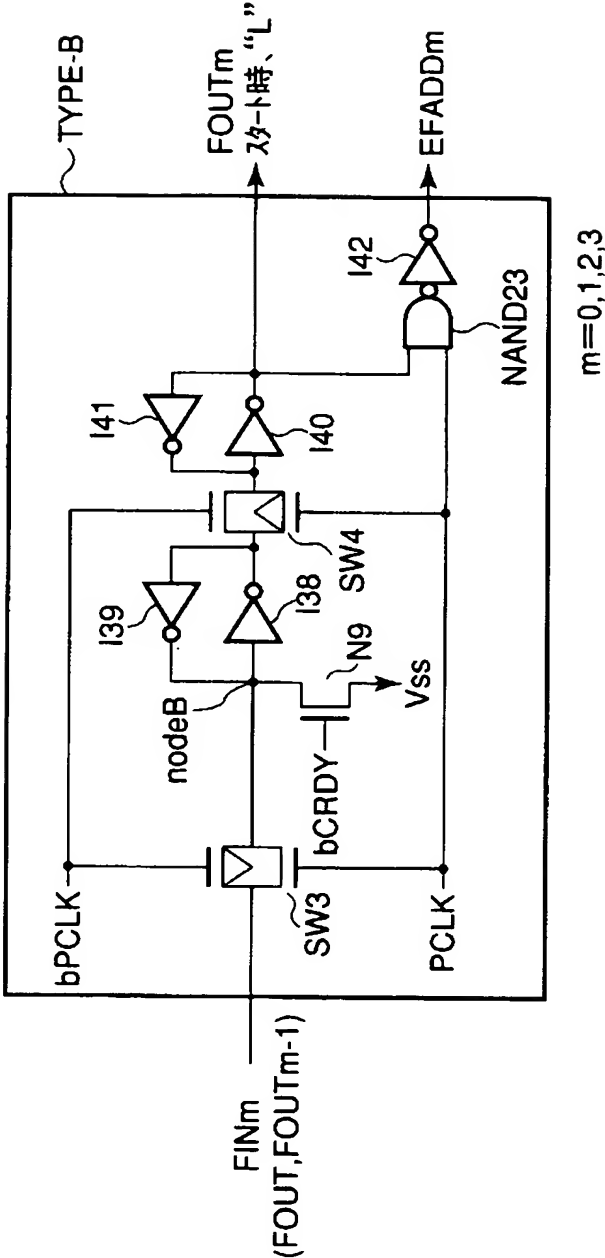 TYPE-B
FOUTm
スタート時、“L”
EFADDm
I42
NAND23
I41
I40
SW4
I39
I38
nodeB
N9
Vss
bCRDY
SW3
bPCLK
PCLK
FINm
(FOUT,FOUTm-1)
m=0,1,2,3